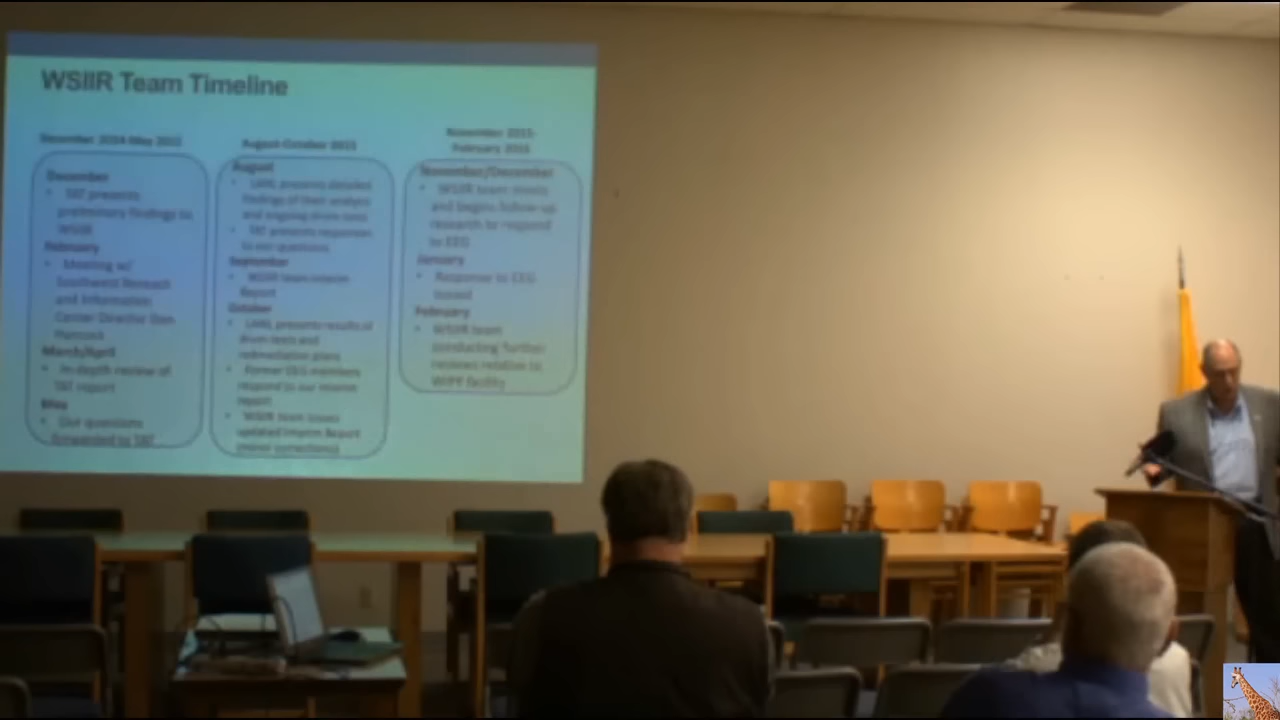 WSIIR Team Timeline
December 2014-May 2015
December
• TAT presents
preliminary findings to
WSIIR
February
• Meeting w/
Southwest Research
and Information
Center Director Don
Hancock
March/April
• In-depth review of
TAT report
May
• Our questions
forwarded to TAT
August-October 2015
August
• LANL presents detailed
findings of their analysis
and ongoing drum tests
• TAT presents responses
to our questions
September
• WSIIR team Interim
Report
October
• LANL presents results of
drum tests and
remediation plans
• Former EEG members
respond to our interim
report
• WSIIR team issues
updated Interim Report
(minor corrections)
November 2015-
February 2016
November/December
• WSIIR team meets
and begins follow-up
research to respond
to EEG
January
• Response to EEG
issued
February
• WSIIR team
conducting further
reviews relative to
WIPP facility